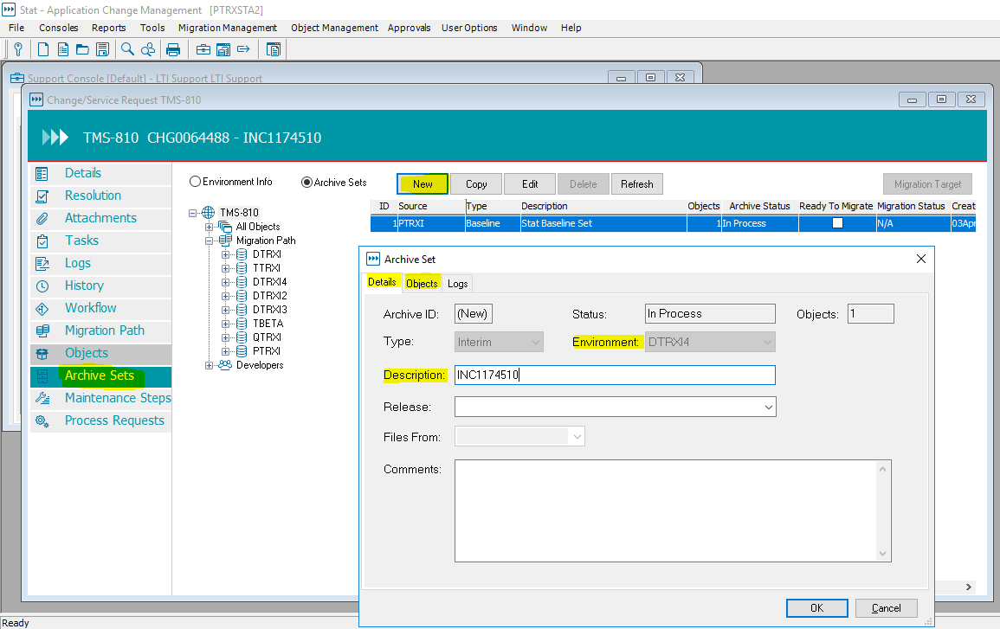 Stat - Application Change Management [PTRXSTA2]
File Consoles Reports Tools Migration Management Object Management Approvals User Options Window Help
Support Console [Default] - LTI Support LTI Support
Change/Service Request TMS-810
TMS-810 CHG0064488 - INC1174510
Details
Resolution
Attachments
Tasks
Logs
History
Workflow
Migration Path
Objects
Archive Sets
Maintenance Steps
Process Requests
Environment Info Archive Sets
New Copy Edit Delete Refresh Migration Target
TMS-810
All Objects
Migration Path
DTRXI
TTRXI
DTRXI4
DTRXI2
DTRXI3
TBETA
QTRXI
PTRXI
Developers
ID Source Type Description Objects Archive Status Ready To Migrate Migration Status Creat
1 PTRXI Baseline Stat Baseline Set 1 In Process N/A 03Apr
Archive Set
Details Objects Logs
Archive ID: (New) Status: In Process Objects: 1
Type: Interim Environment: DTRXI4
Description: INC1174510
Release:
Files From:
Comments:
OK Cancel
Ready